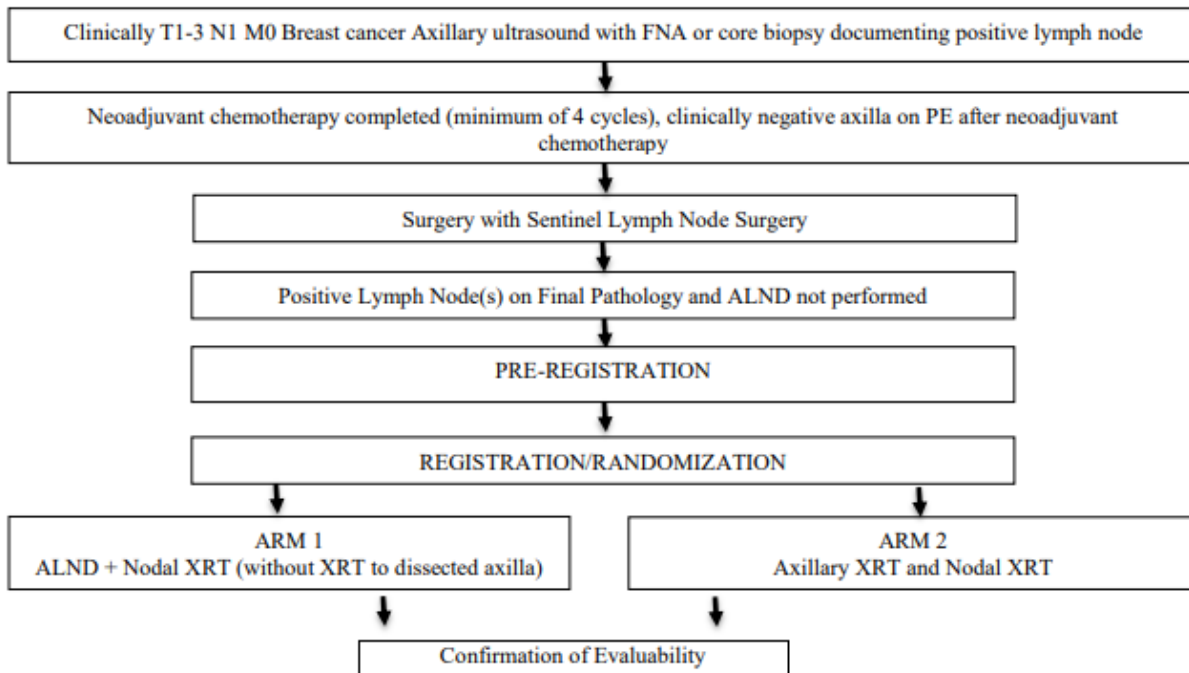 Clinically T1-3 N1 M0 Breast cancer Axillary ultrasound with FNA or core biopsy documenting positive lymph node
Neoadjuvant chemotherapy completed (minimum of 4 cycles), clinically negative axilla on PE after neoadjuvant
chemotherapy
Surgery with Sentinel Lymph Node Surgery
Positive Lymph Node(s) on Final Pathology and ALND not performed
PRE-REGISTRATION
REGISTRATION/RANDOMIZATION
ARM 1
ALND + Nodal XRT (without XRT to dissected axilla)
ARM 2
Axillary XRT and Nodal XRT
Confirmation of Evaluability